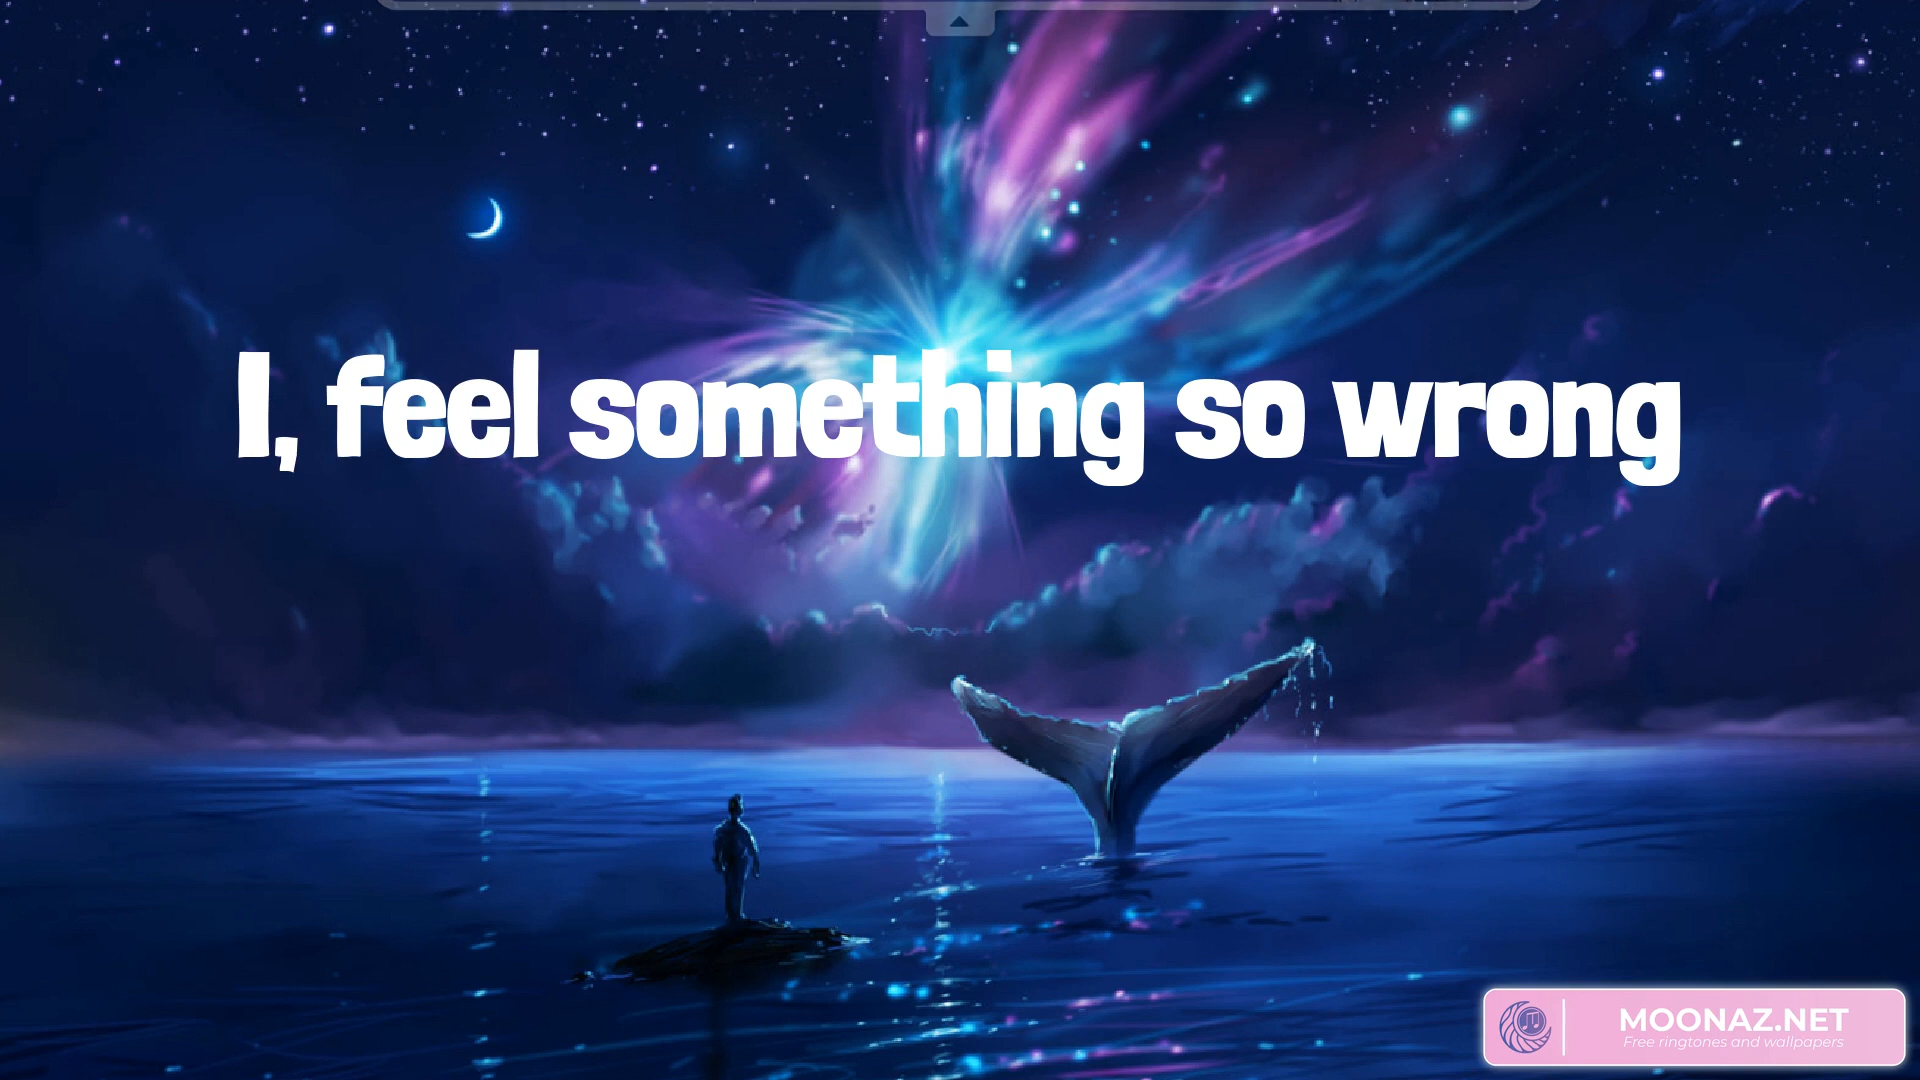 I, feel something so wrong
MOONAZ.NET
Free ringtones and wallpapers